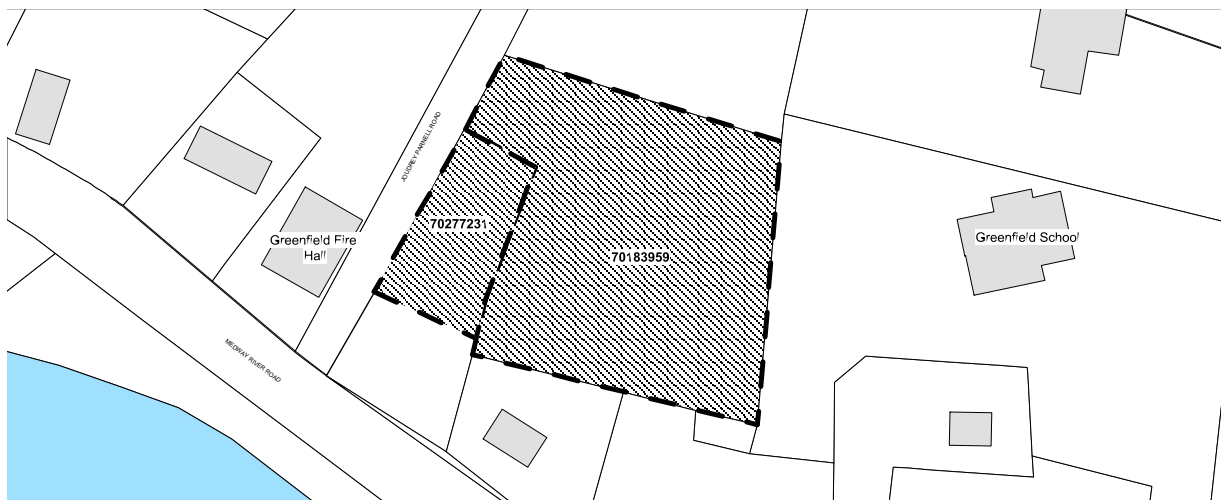 JOUDREY PARNELL ROAD
70277231
Greenfield Fire
Hall
70183959
Greenfield School
MEDWAY RIVER ROAD